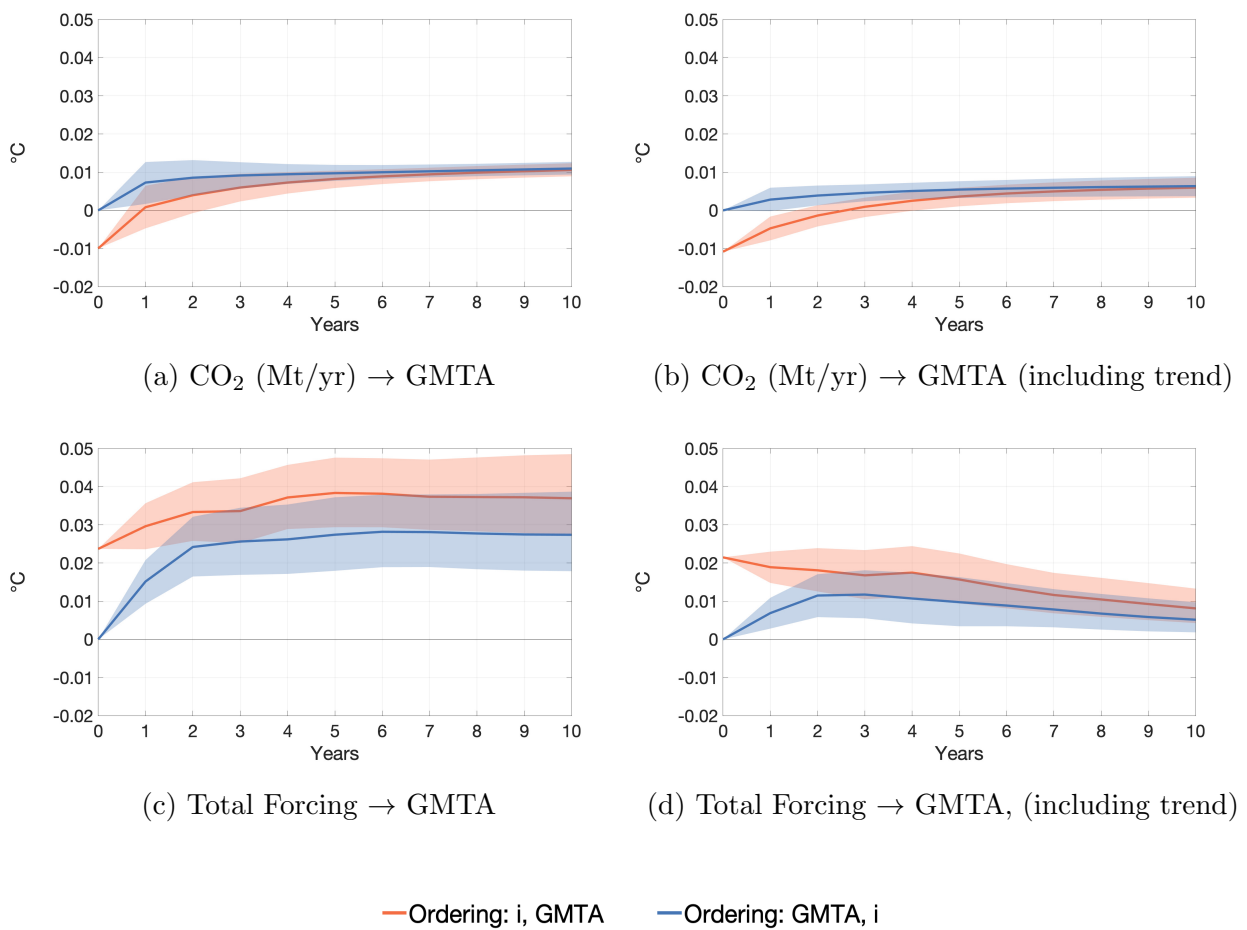 0.05
0.04
0.03
0.02
0.01
0
-0.01
-0.02
°C
0 1 2 3 4 5 6 7 8 9 10
Years
(a) CO₂ (Mt/yr) → GMTA
0.05
0.04
0.03
0.02
0.01
0
-0.01
-0.02
°C
0 1 2 3 4 5 6 7 8 9 10
Years
(b) CO₂ (Mt/yr) → GMTA (including trend)
0.05
0.04
0.03
0.02
0.01
0
-0.01
-0.02
°C
0 1 2 3 4 5 6 7 8 9 10
Years
(c) Total Forcing → GMTA
0.05
0.04
0.03
0.02
0.01
0
-0.01
-0.02
°C
0 1 2 3 4 5 6 7 8 9 10
Years
(d) Total Forcing → GMTA, (including trend)
Ordering: i, GMTA
Ordering: GMTA, i